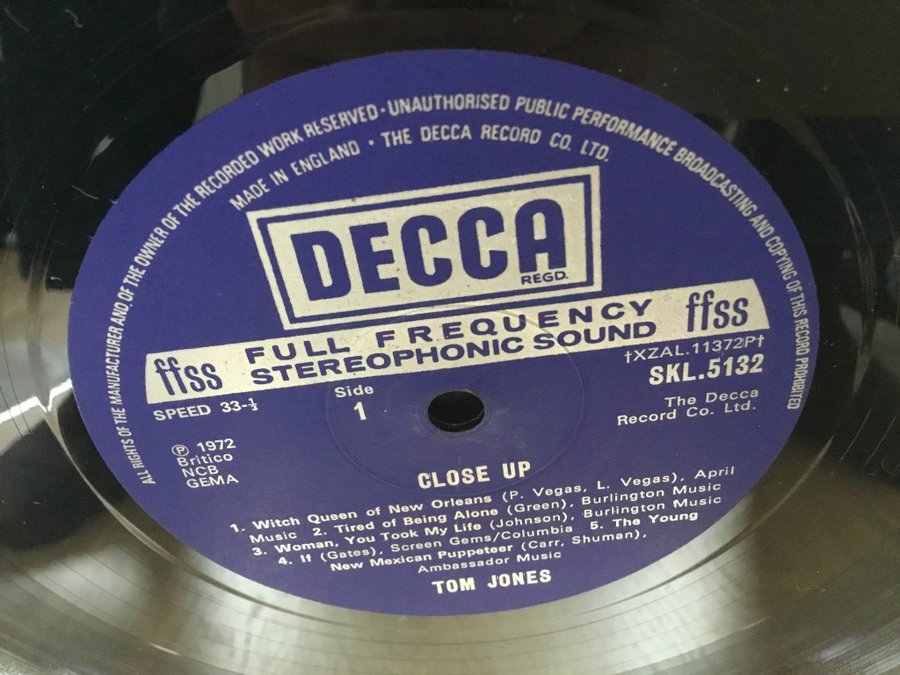 ALL RIGHTS OF THE MANUFACTURER AND OF THE OWNER OF THE RECORDED WORK RESERVED · UNAUTHORISED PUBLIC PERFORMANCE BROADCASTING AND COPYING OF THIS RECORD PROHIBITED
MADE IN ENGLAND · THE DECCA RECORD CO. LTD.
DECCA
REGD.
ffss FULL FREQUENCY ffss
STEREOPHONIC SOUND
SPEED 33-⅓
Side
1
†XZAL.11372P†
SKL.5132
The Decca
Record Co. Ltd.
℗ 1972
Britico
NCB
GEMA
CLOSE UP
1. Witch Queen of New Orleans (P. Vegas, L. Vegas), April
Music 2. Tired of Being Alone (Green), Burlington Music
3. Woman, You Took My Life (Johnson), Burlington Music
4. If (Gates), Screen Gems/Columbia 5. The Young
New Mexican Puppeteer (Carr, Shuman),
Ambassador Music
TOM JONES